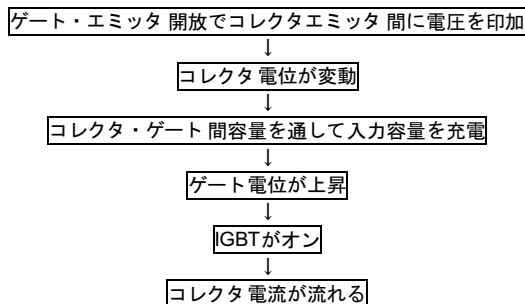 ゲート・エミッタ 開放でコレクタエミッタ 間に電圧を印加
↓
コレクタ 電位が変動
↓
コレクタ・ゲート 間容量を通して入力容量を充電
↓
ゲート電位が上昇
↓
IGBTがオン
↓
コレクタ 電流が流れる